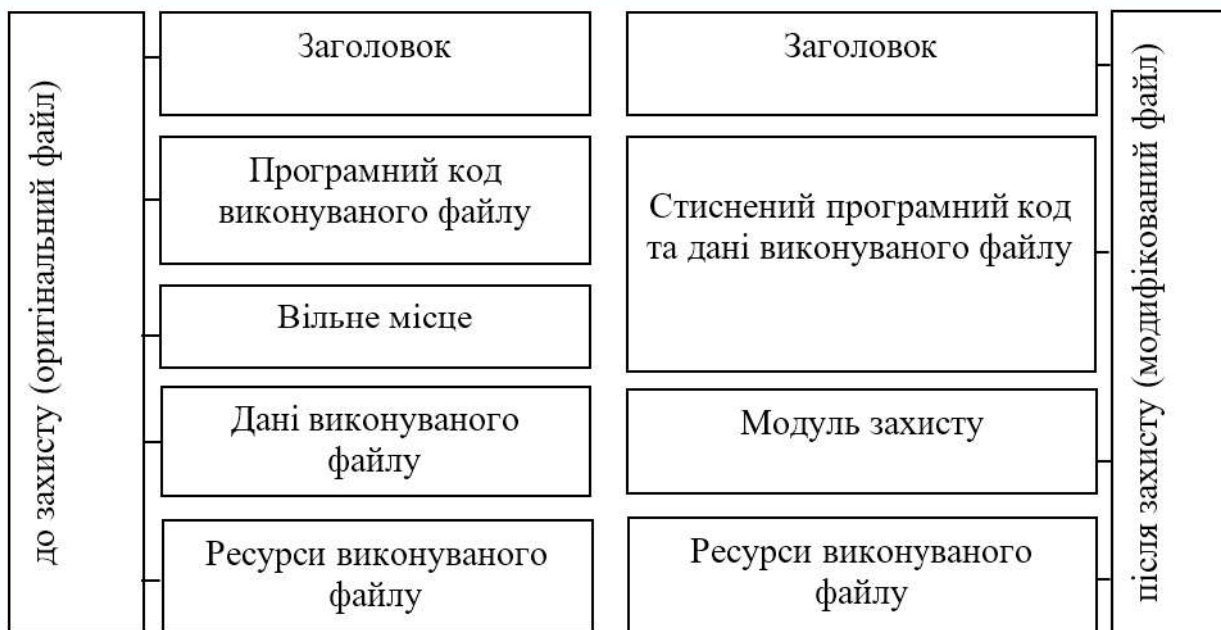 до захисту (оригінальний файл)
Заголовок
Програмний код
виконуваного файлу
Вільне місце
Дані виконуваного
файлу
Ресурси виконуваного
файлу
Заголовок
Стиснений програмний код
та дані виконуваного файлу
Модуль захисту
Ресурси виконуваного
файлу
після захисту (модифікований файл)